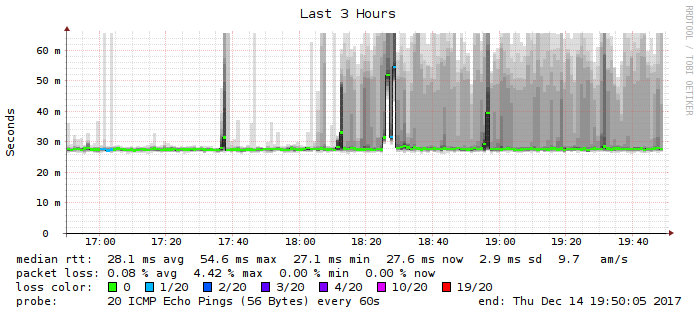 Last 3 Hours
RRDTOOL / TOBI OETIKER
Seconds
60 m
50 m
40 m
30 m
20 m
10 m
0
17:00 17:20 17:40 18:00 18:20 18:40 19:00 19:20 19:40
median rtt: 28.1 ms avg 54.6 ms max 27.1 ms min 27.6 ms now 2.9 ms sd 9.7 am/s
packet loss: 0.08 % avg 4.42 % max 0.00 % min 0.00 % now
loss color: 0 1/20 2/20 3/20 4/20 10/20 19/20
probe: 20 ICMP Echo Pings (56 Bytes) every 60s end: Thu Dec 14 19:50:05 2017